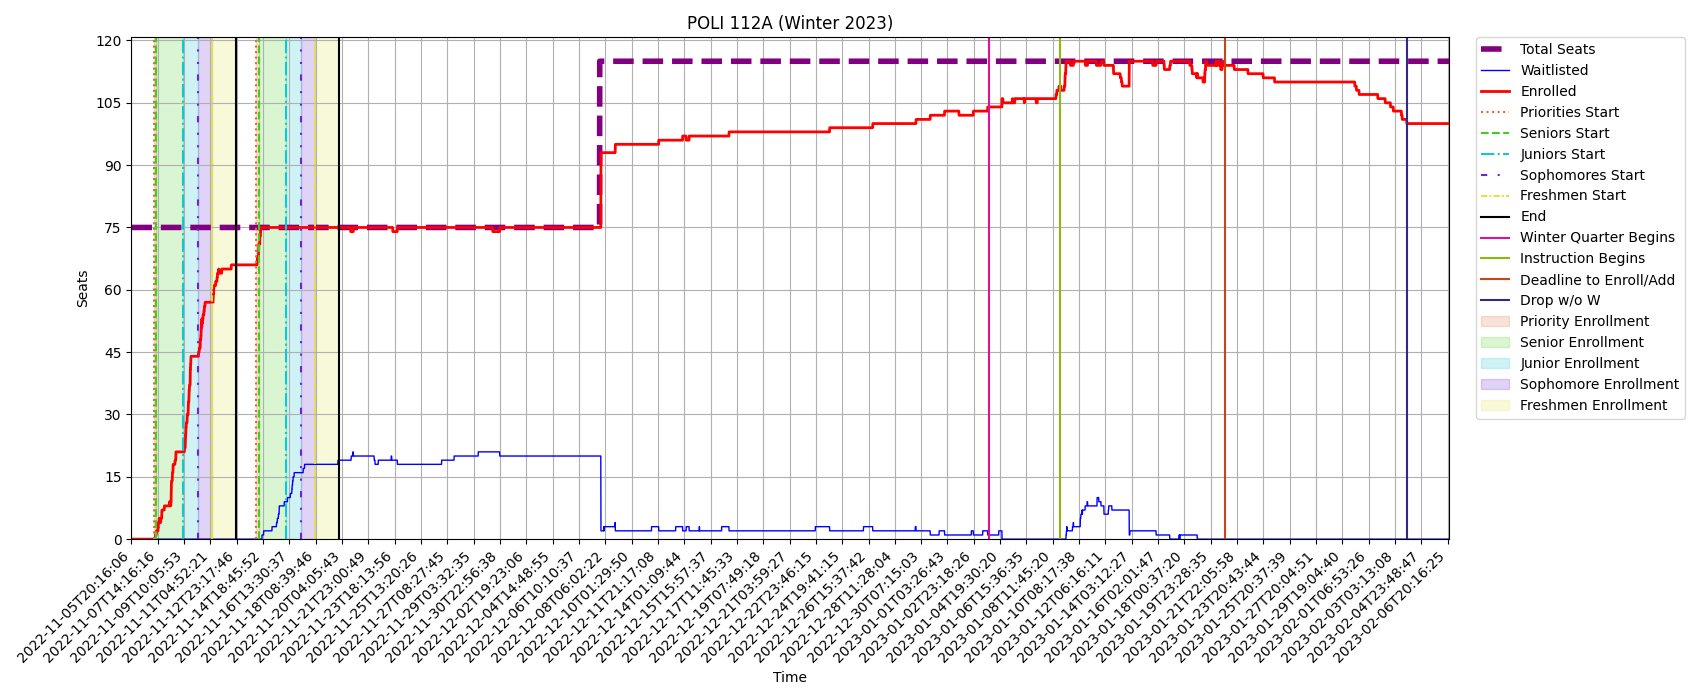 POLI 112A (Winter 2023)
120
105
90
75
60
45
30
15
0
Seats
2022-11-05T20:16:06
2022-11-07T14:16:16
2022-11-09T10:05:53
2022-11-11T04:52:21
2022-11-12T23:17:46
2022-11-14T18:45:52
2022-11-16T13:30:37
2022-11-18T08:39:46
2022-11-20T04:05:43
2022-11-21T23:00:49
2022-11-23T18:13:56
2022-11-25T13:20:26
2022-11-27T08:27:45
2022-11-29T03:32:35
2022-11-30T22:56:38
2022-12-02T19:23:06
2022-12-04T14:48:55
2022-12-06T10:10:37
2022-12-08T06:02:22
2022-12-10T01:29:50
2022-12-11T21:17:08
2022-12-14T01:09:44
2022-12-15T15:57:37
2022-12-17T11:45:33
2022-12-19T07:49:18
2022-12-21T03:59:27
2022-12-22T23:46:15
2022-12-24T19:41:15
2022-12-26T15:37:42
2022-12-28T11:28:04
2022-12-30T07:15:03
2023-01-01T03:26:43
2023-01-02T23:18:26
2023-01-04T19:30:20
2023-01-06T15:36:35
2023-01-08T11:45:20
2023-01-10T08:17:38
2023-01-12T06:16:11
2023-01-14T03:12:27
2023-01-16T02:01:47
2023-01-18T00:37:20
2023-01-19T23:28:35
2023-01-21T22:05:58
2023-01-23T20:43:44
2023-01-25T20:37:39
2023-01-27T20:04:51
2023-01-29T19:04:40
2023-02-01T06:53:26
2023-02-03T03:13:08
2023-02-04T23:48:47
2023-02-06T20:16:25
Time
Total Seats
Waitlisted
Enrolled
Priorities Start
Seniors Start
Juniors Start
Sophomores Start
Freshmen Start
End
Winter Quarter Begins
Instruction Begins
Deadline to Enroll/Add
Drop w/o W
Priority Enrollment
Senior Enrollment
Junior Enrollment
Sophomore Enrollment
Freshmen Enrollment